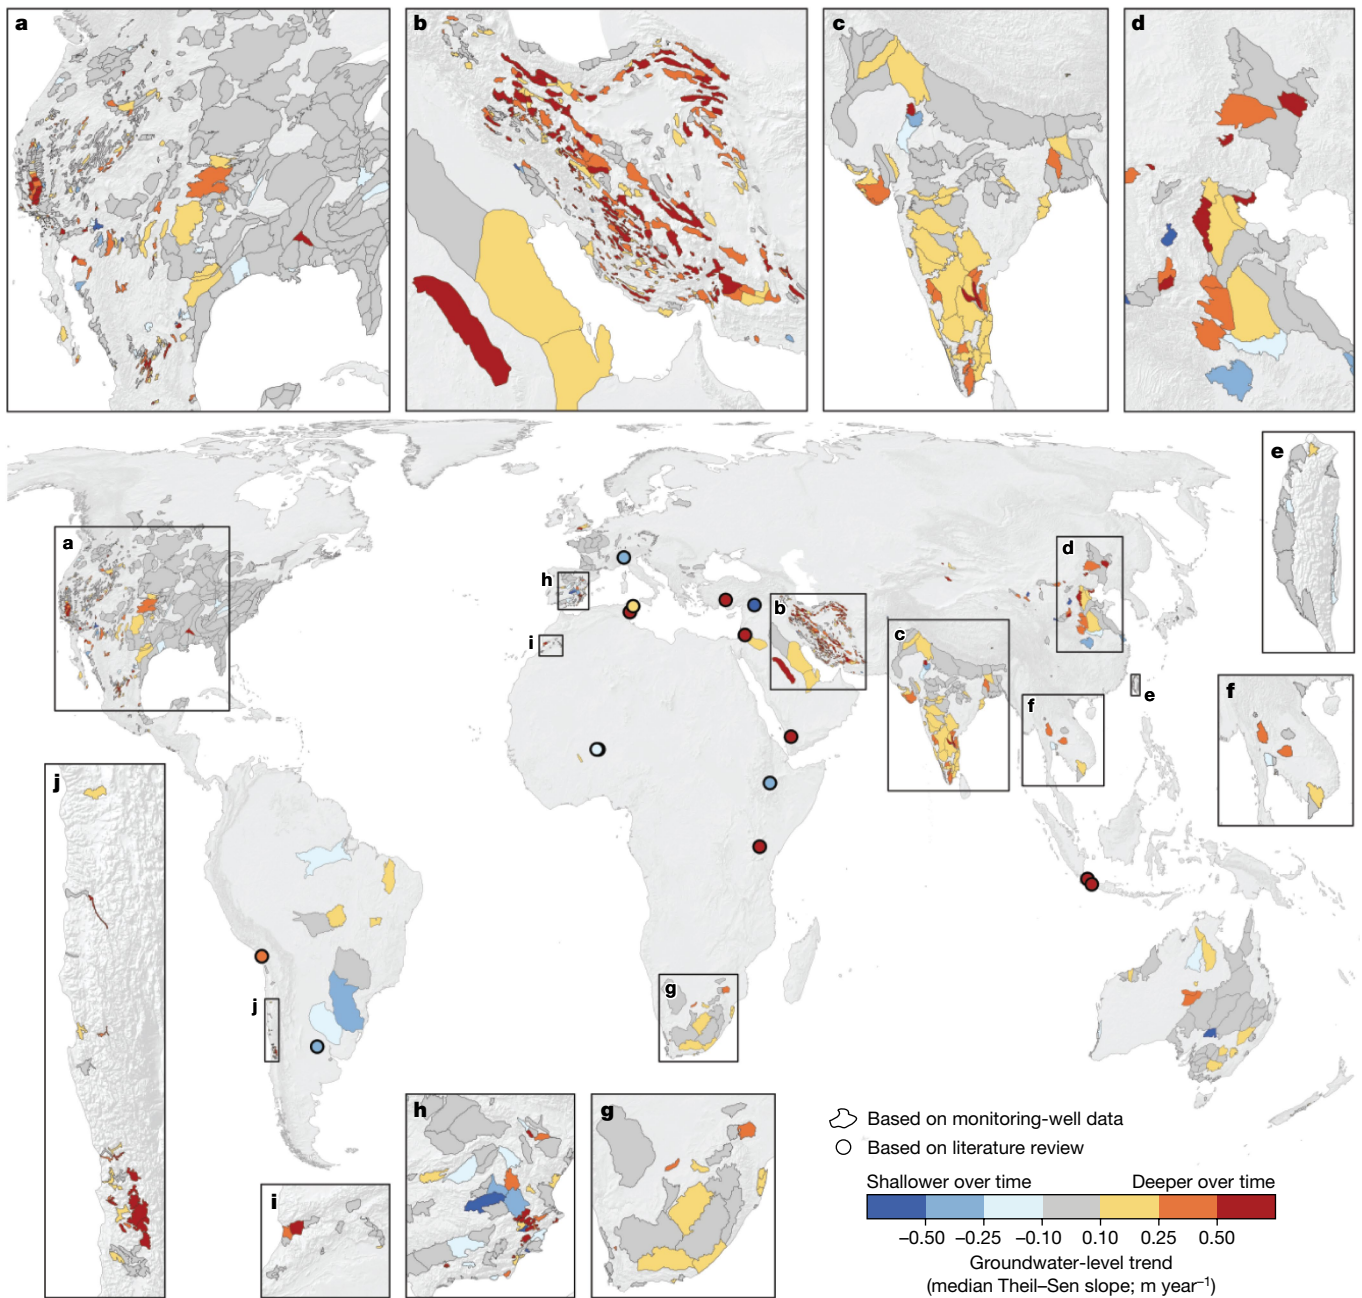 a
b
c
d
e
a
h
b
d
i
c
e
f
f
j
j
g
h
g
i
Based on monitoring-well data
Based on literature review
Shallower over time
Deeper over time
−0.50
−0.25
−0.10
0.10
0.25
0.50
Groundwater-level trend
(median Theil–Sen slope; m year⁻¹)